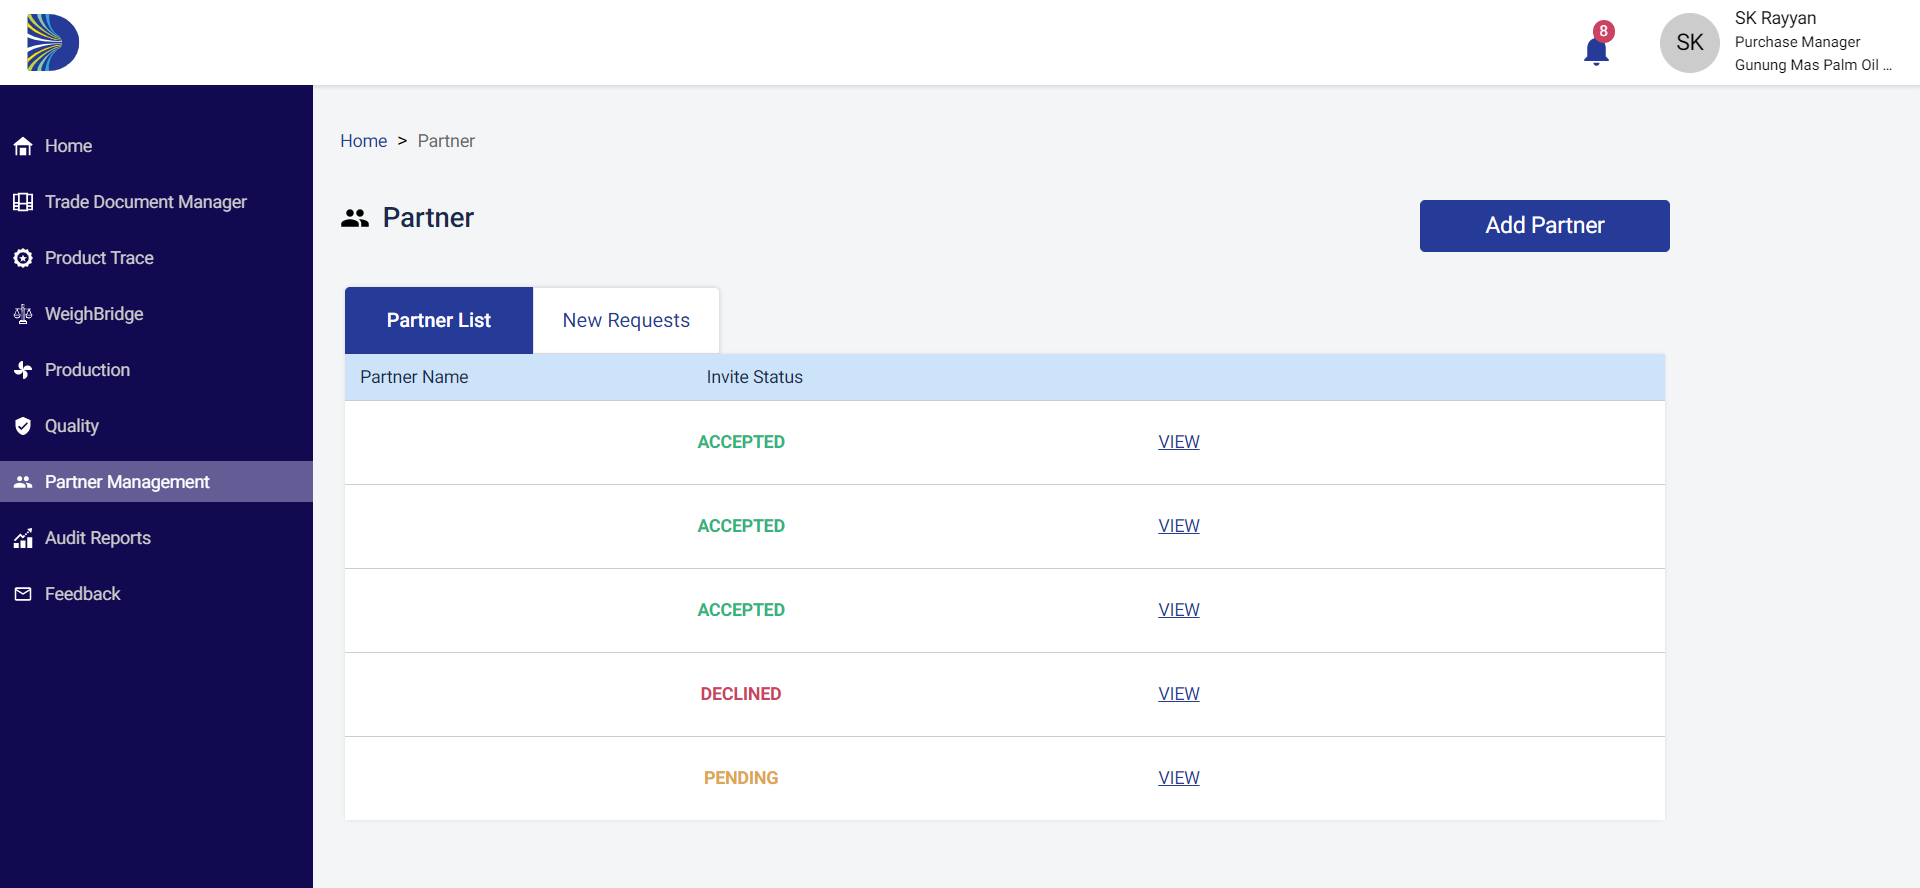 8
SK
SK Rayyan
Purchase Manager
Gunung Mas Palm Oil ...
Home
Trade Document Manager
Product Trace
WeighBridge
Production
Quality
Partner Management
Audit Reports
Feedback
Home > Partner
Partner
Add Partner
Partner List
New Requests
Partner Name Invite Status
ACCEPTED VIEW
ACCEPTED VIEW
ACCEPTED VIEW
DECLINED VIEW
PENDING VIEW